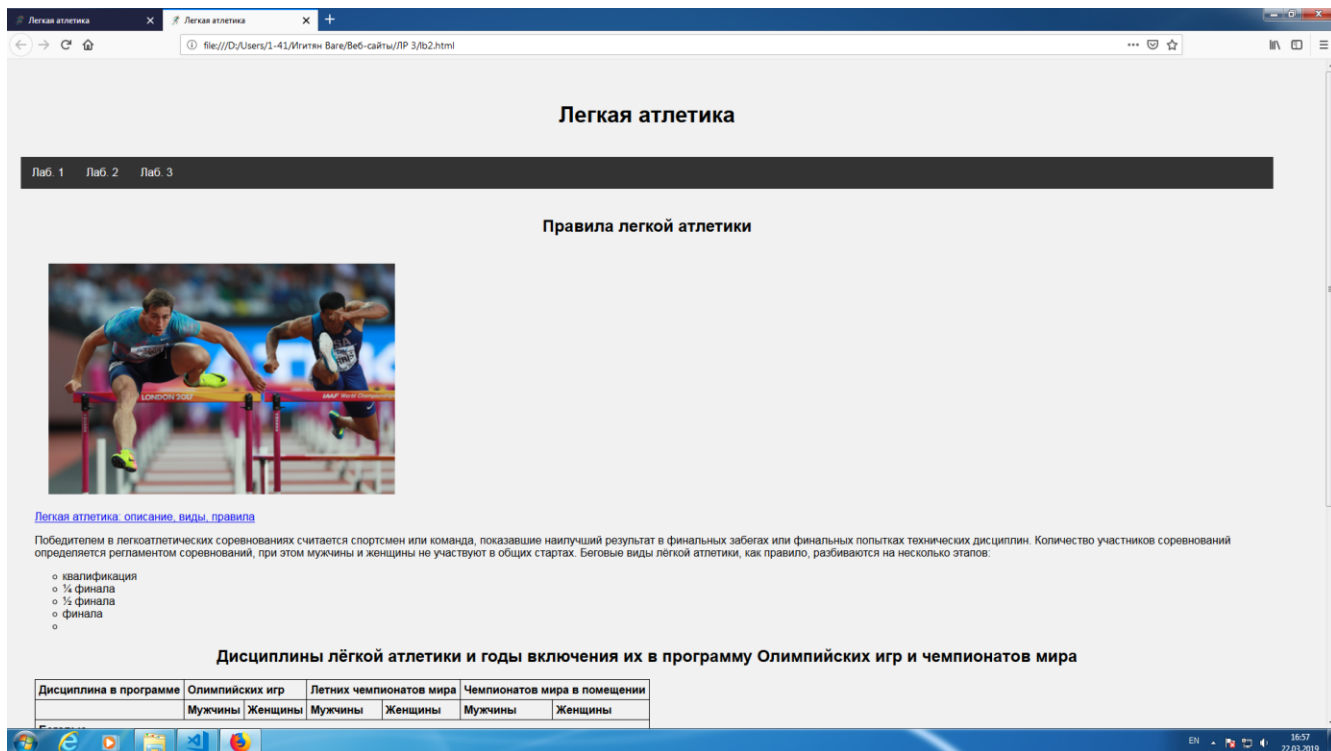 Легкая атлетика
Легкая атлетика
file:///D:/Users/1-41/Игитян Ваге/Веб-сайты/ЛР 3/lb2.html
Легкая атлетика
Лаб. 1 Лаб. 2 Лаб. 3
Правила легкой атлетики
LONDON 2017
IAAF World Championships
Легкая атлетика: описание, виды, правила
Победителем в легкоатлетических соревнованиях считается спортсмен или команда, показавшие наилучший результат в финальных забегах или финальных попытках технических дисциплин. Количество участников соревнований
определяется регламентом соревнований, при этом мужчины и женщины не участвуют в общих стартах. Беговые виды лёгкой атлетики, как правило, разбиваются на несколько этапов:
квалификация
¼ финала
½ финала
финала
Дисциплины лёгкой атлетики и годы включения их в программу Олимпийских игр и чемпионатов мира
Дисциплина в программе Олимпийских игр Летних чемпионатов мира Чемпионатов мира в помещении
Мужчины Женщины Мужчины Женщины Мужчины Женщины
EN 16:57
22.03.2019